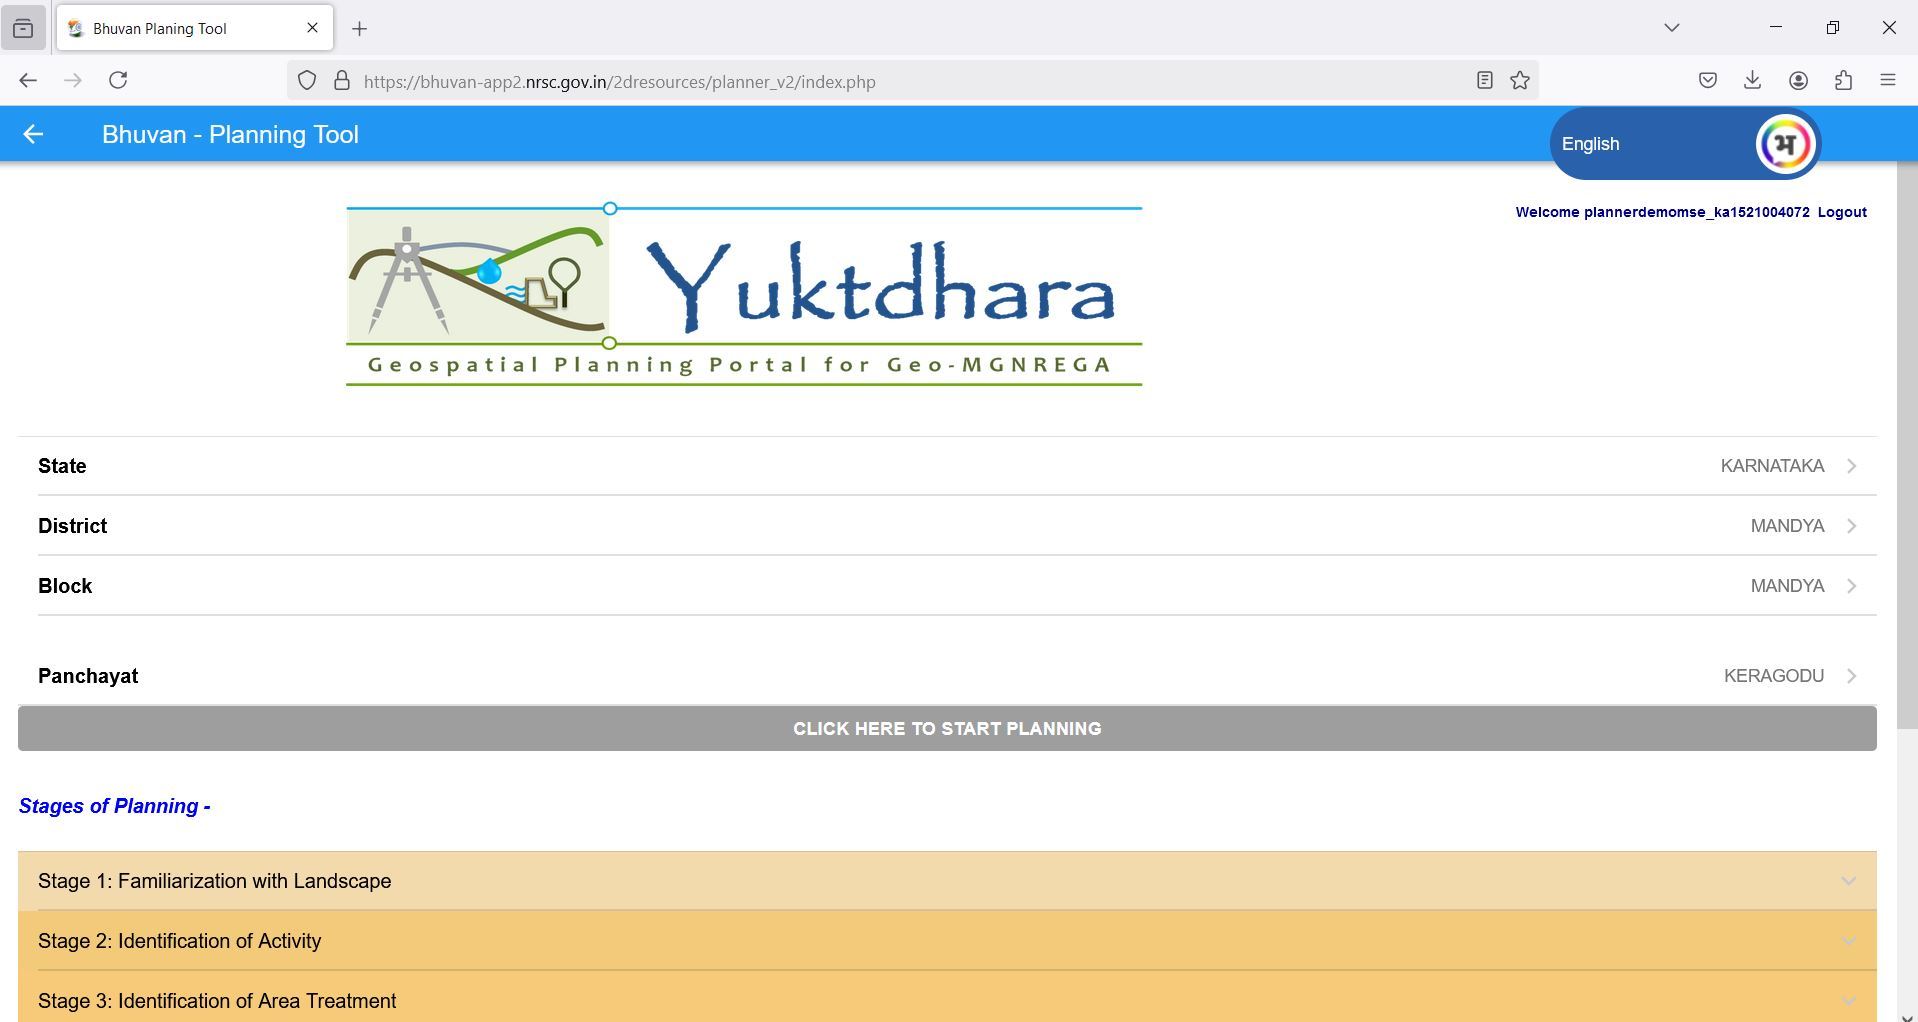 Bhuvan Planing Tool
https://bhuvan-app2.nrsc.gov.in/2dresources/planner_v2/index.php
Bhuvan - Planning Tool
English
भ
Welcome plannerdemomse_ka1521004072 Logout
Yuktdhara
Geospatial Planning Portal for Geo-MGNREGA
State KARNATAKA
District MANDYA
Block MANDYA
Panchayat KERAGODU
CLICK HERE TO START PLANNING
Stages of Planning -
Stage 1: Familiarization with Landscape
Stage 2: Identification of Activity
Stage 3: Identification of Area Treatment